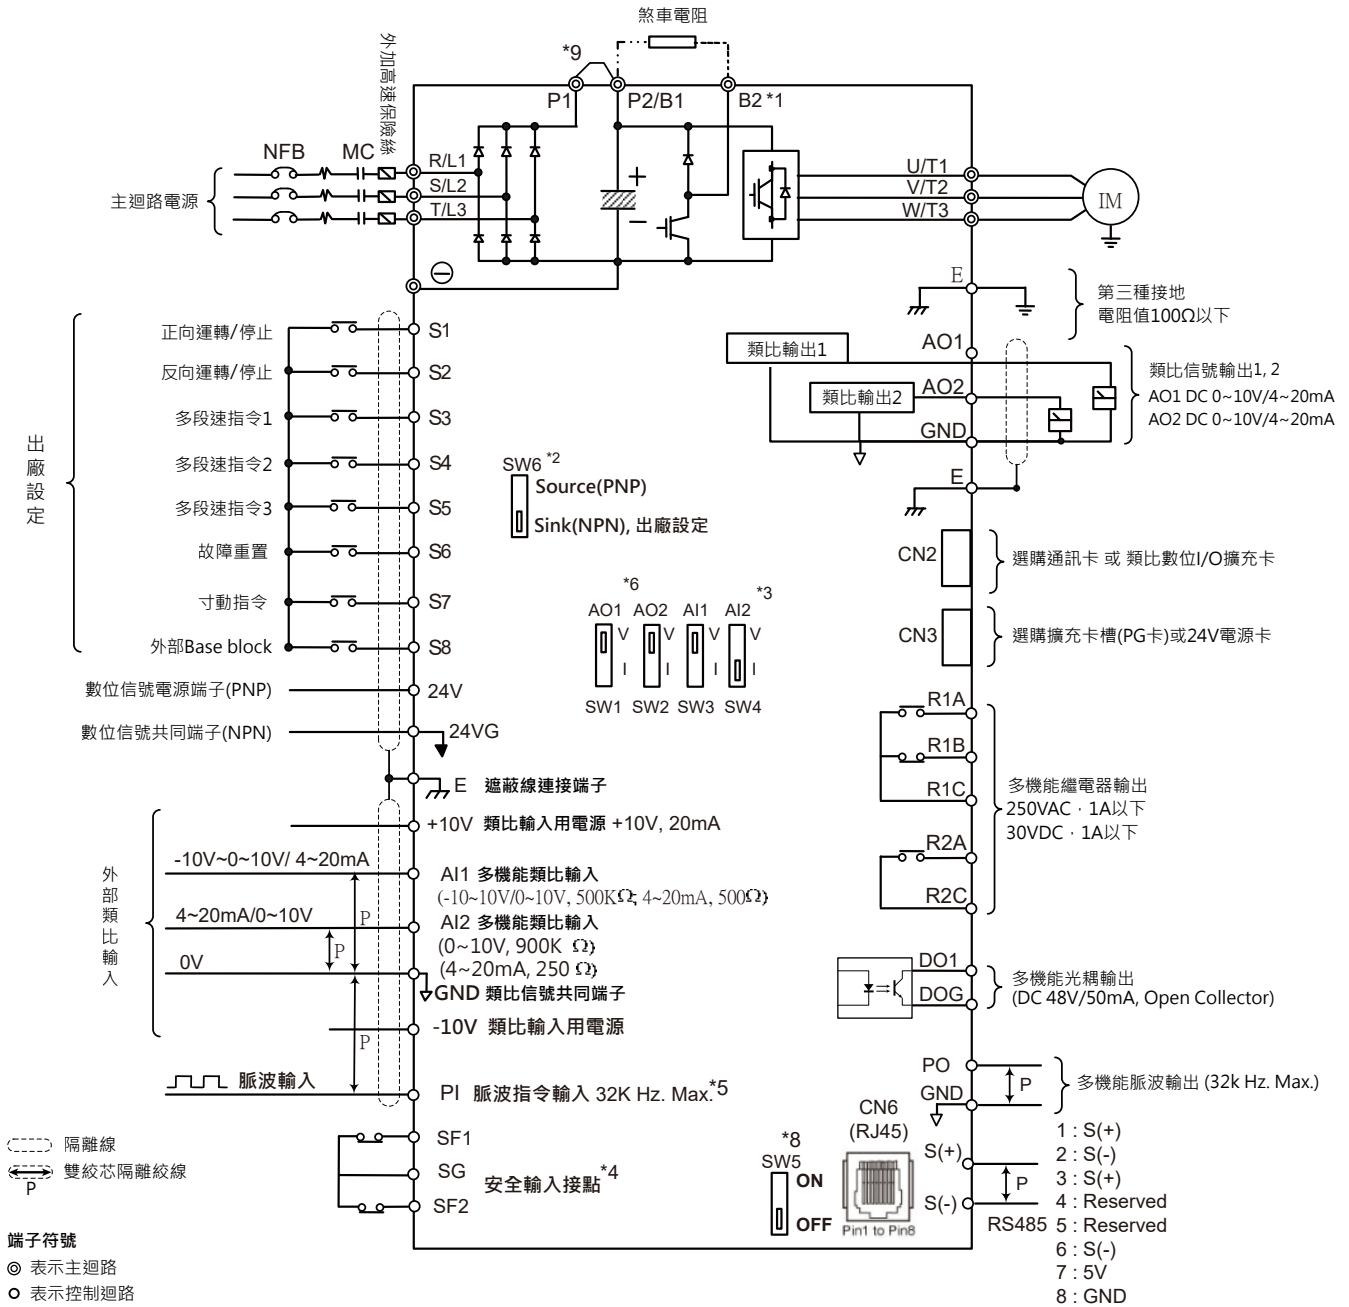 煞車電阻
*9
外加高速保險絲
P1
P2/B1
B2 *1
NFB
MC
主迴路電源
R/L1
S/L2
T/L3
+
−
U/T1
V/T2
W/T3
IM
E
第三種接地
電阻值100Ω以下
出廠設定
正向運轉/停止
S1
反向運轉/停止
S2
多段速指令1
S3
多段速指令2
S4
多段速指令3
S5
故障重置
S6
寸動指令
S7
外部Base block
S8
數位信號電源端子(PNP)
24V
數位信號共同端子(NPN)
24VG
E 遮蔽線連接端子
SW6 *2
Source(PNP)
Sink(NPN), 出廠設定
*6
*3
AO1 AO2 AI1 AI2
V V V V
I I I I
SW1 SW2 SW3 SW4
類比輸出1
AO1
類比輸出2
AO2
GND
E
類比信號輸出1, 2
AO1 DC 0~10V/4~20mA
AO2 DC 0~10V/4~20mA
CN2
選購通訊卡 或 類比數位I/O擴充卡
CN3
選購擴充卡槽(PG卡)或24V電源卡
R1A
R1B
R1C
R2A
R2C
多機能繼電器輸出
250VAC · 1A以下
30VDC · 1A以下
外部類比輸入
+10V 類比輸入用電源 +10V, 20mA
-10V~0~10V/ 4~20mA
AI1 多機能類比輸入
(-10~10V/0~10V, 500KΩ; 4~20mA, 500Ω)
4~20mA/0~10V
P
AI2 多機能類比輸入
(0~10V, 900K Ω)
P
(4~20mA, 250 Ω)
0V
GND 類比信號共同端子
-10V 類比輸入用電源
P
脈波輸入
PI 脈波指令輸入 32K Hz. Max.*5
DO1
DOG
多機能光耦輸出
(DC 48V/50mA, Open Collector)
PO
GND
P
多機能脈波輸出 (32k Hz. Max.)
SF1
SG
SF2
安全輸入接點*4
*8
SW5
ON
OFF
CN6
(RJ45)
Pin1 to Pin8
S(+)
S(-)
P
RS485
1 : S(+)
2 : S(-)
3 : S(+)
4 : Reserved
5 : Reserved
6 : S(-)
7 : 5V
8 : GND
隔離線
雙絞芯隔離絞線
P
端子符號
◎ 表示主迴路
○ 表示控制迴路